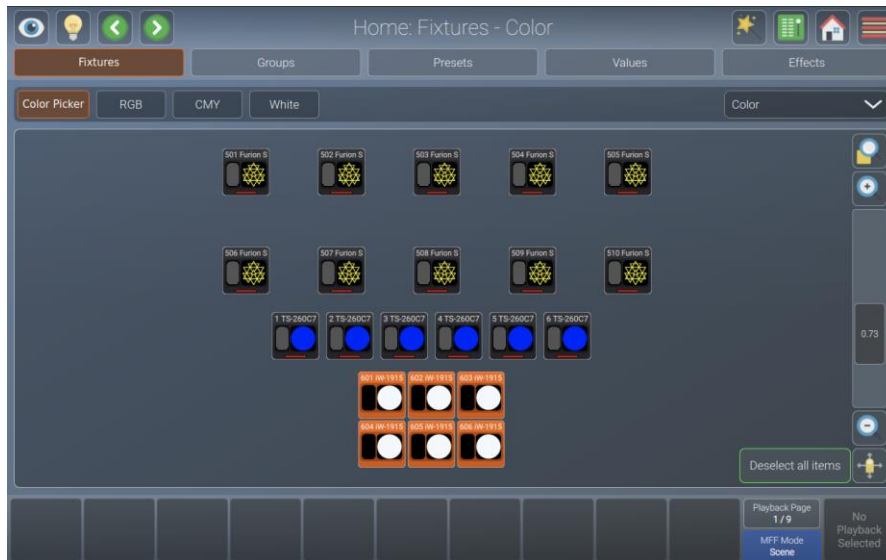 Home: Fixtures - Color
Fixtures Groups Presets Values Effects
Color Picker RGB CMY White Color
501 Furion S 502 Furion S 503 Furion S 504 Furion S 505 Furion S
506 Furion S 507 Furion S 508 Furion S 509 Furion S 510 Furion S
1 TS-260C7 2 TS-260C7 3 TS-260C7 4 TS-260C7 5 TS-260C7 6 TS-260C7
0.73
601 iW-1915 602 iW-1915 603 iW-1915
604 iW-1915 605 iW-1915 606 iW-1915
Deselect all items
Playback Page
1 / 9
MFF Mode
Scene
No
Playback
Selected